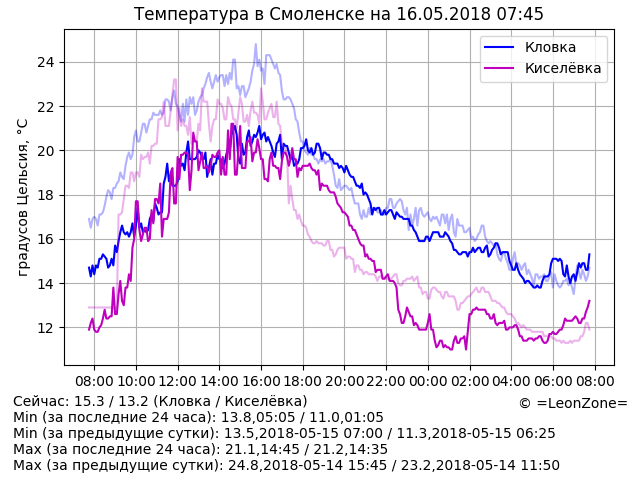 Температура в Смоленске на 16.05.2018 07:45
Кловка
Киселёвка
градусов Цельсия, °C
24
22
20
18
16
14
12
08:00 10:00 12:00 14:00 16:00 18:00 20:00 22:00 00:00 02:00 04:00 06:00 08:00
Сейчас: 15.3 / 13.2 (Кловка / Киселёвка)
© =LeonZone=
Min (за последние 24 часа): 13.8,05:05 / 11.0,01:05
Min (за предыдущие сутки): 13.5,2018-05-15 07:00 / 11.3,2018-05-15 06:25
Max (за последние 24 часа): 21.1,14:45 / 21.2,14:35
Max (за предыдущие сутки): 24.8,2018-05-14 15:45 / 23.2,2018-05-14 11:50